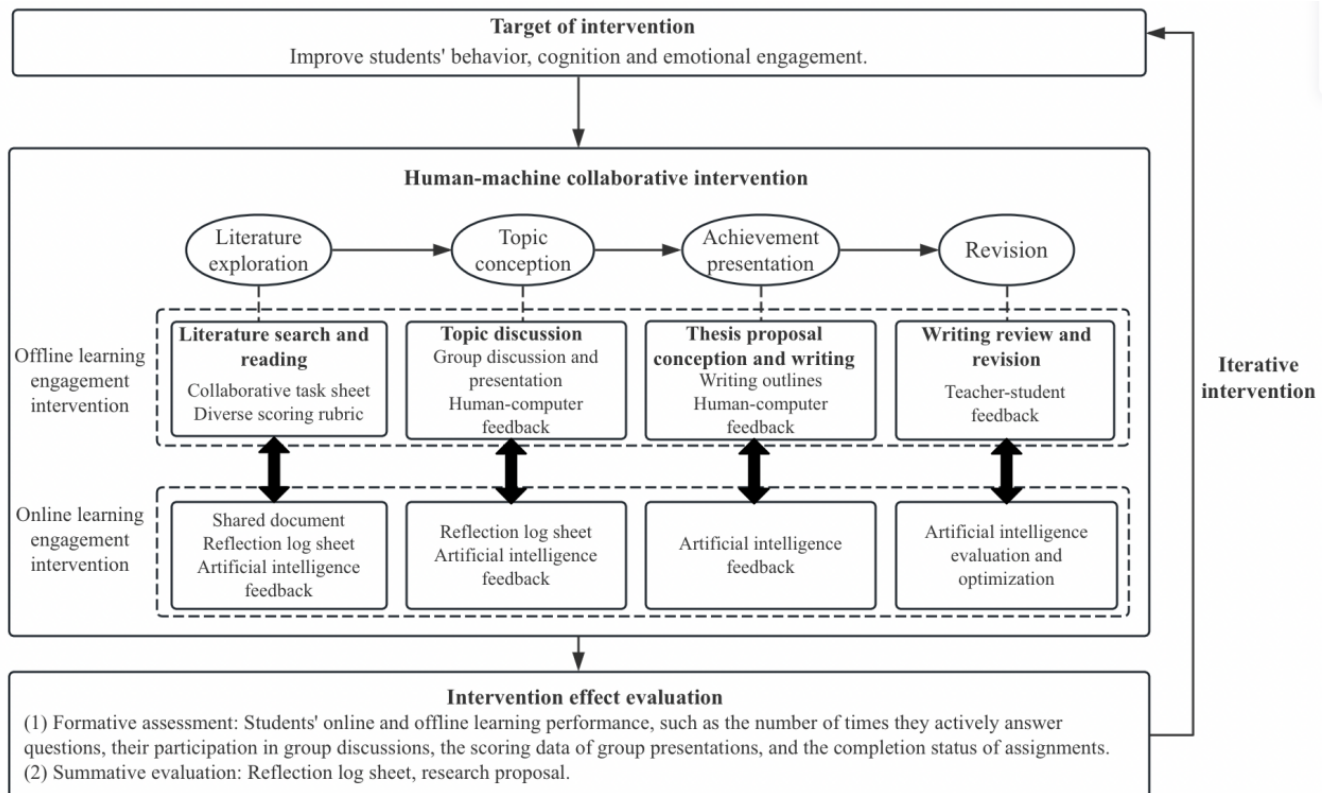 Target of intervention
Improve students' behavior, cognition and emotional engagement.
Human-machine collaborative intervention
Literature
exploration
Topic
conception
Achievement
presentation
Revision
Offline learning
engagement
intervention
Literature search and
reading
Collaborative task sheet
Diverse scoring rubric
Topic discussion
Group discussion and
presentation
Human-computer
feedback
Thesis proposal
conception and writing
Writing outlines
Human-computer
feedback
Writing review and
revision
Teacher-student
feedback
Iterative
intervention
Online learning
engagement
intervention
Shared document
Reflection log sheet
Artificial intelligence
feedback
Reflection log sheet
Artificial intelligence
feedback
Artificial intelligence
feedback
Artificial intelligence
evaluation and
optimization
Intervention effect evaluation
(1) Formative assessment: Students' online and offline learning performance, such as the number of times they actively answer
questions, their participation in group discussions, the scoring data of group presentations, and the completion status of assignments.
(2) Summative evaluation: Reflection log sheet, research proposal.